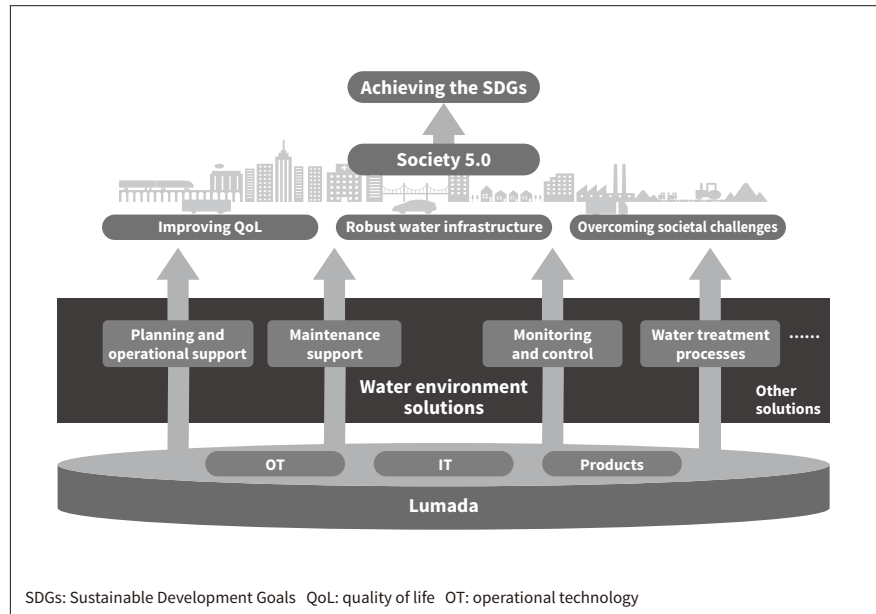 Achieving the SDGs
Society 5.0
Improving QoL
Robust water infrastructure
Overcoming societal challenges
Planning and
operational support
Maintenance
support
Monitoring
and control
Water treatment
processes
......
Water environment
solutions
Other
solutions
OT
IT
Products
Lumada
SDGs: Sustainable Development Goals QoL: quality of life OT: operational technology